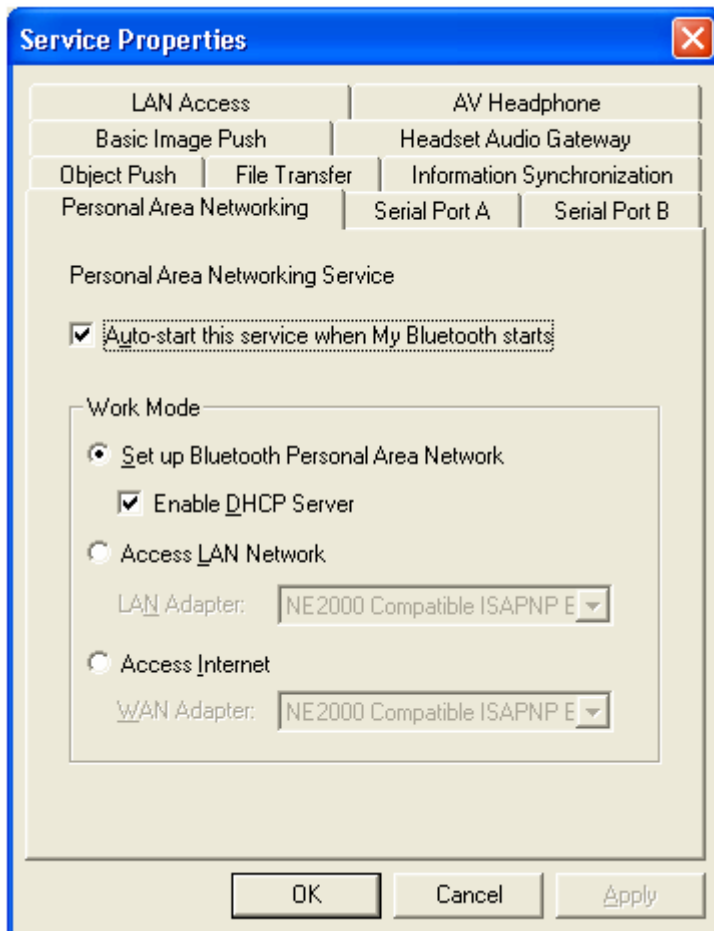 Service Properties
LAN Access
AV Headphone
Basic Image Push
Headset Audio Gateway
Object Push
File Transfer
Information Synchronization
Personal Area Networking
Serial Port A
Serial Port B
Personal Area Networking Service
Auto-start this service when My Bluetooth starts
Work Mode
Set up Bluetooth Personal Area Network
Enable DHCP Server
Access LAN Network
LAN Adapter:
NE2000 Compatible ISAPNP E
Access Internet
WAN Adapter:
NE2000 Compatible ISAPNP E
OK
Cancel
Apply